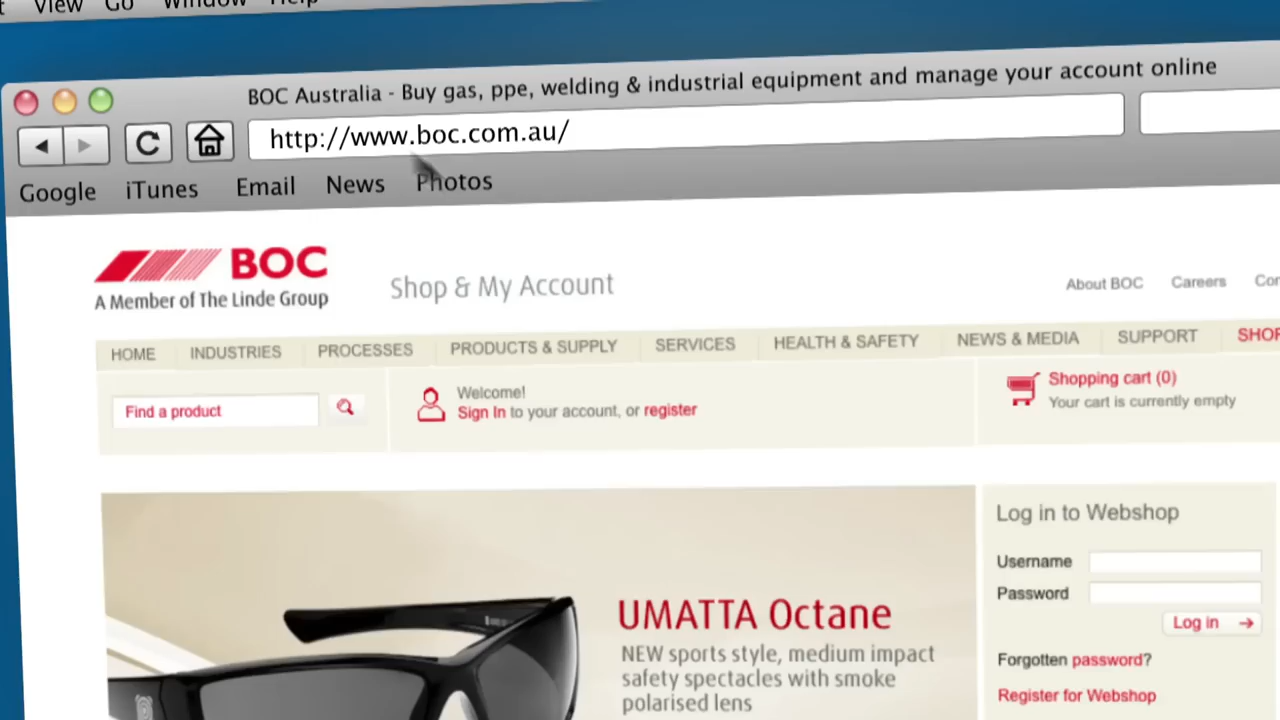 View Go Window Help
BOC Australia - Buy gas, ppe, welding & industrial equipment and manage your account online
http://www.boc.com.au/
Google iTunes Email News Photos
BOC
A Member of The Linde Group
Shop & My Account
About BOC Careers
HOME INDUSTRIES PROCESSES PRODUCTS & SUPPLY SERVICES HEALTH & SAFETY NEWS & MEDIA SUPPORT SHOP
Find a product
Welcome!
Sign In to your account, or register
Shopping cart (0)
Your cart is currently empty
UMATTA Octane
NEW sports style, medium impact
safety spectacles with smoke
polarised lens
Log in to Webshop
Username
Password
Log in
Forgotten password?
Register for Webshop